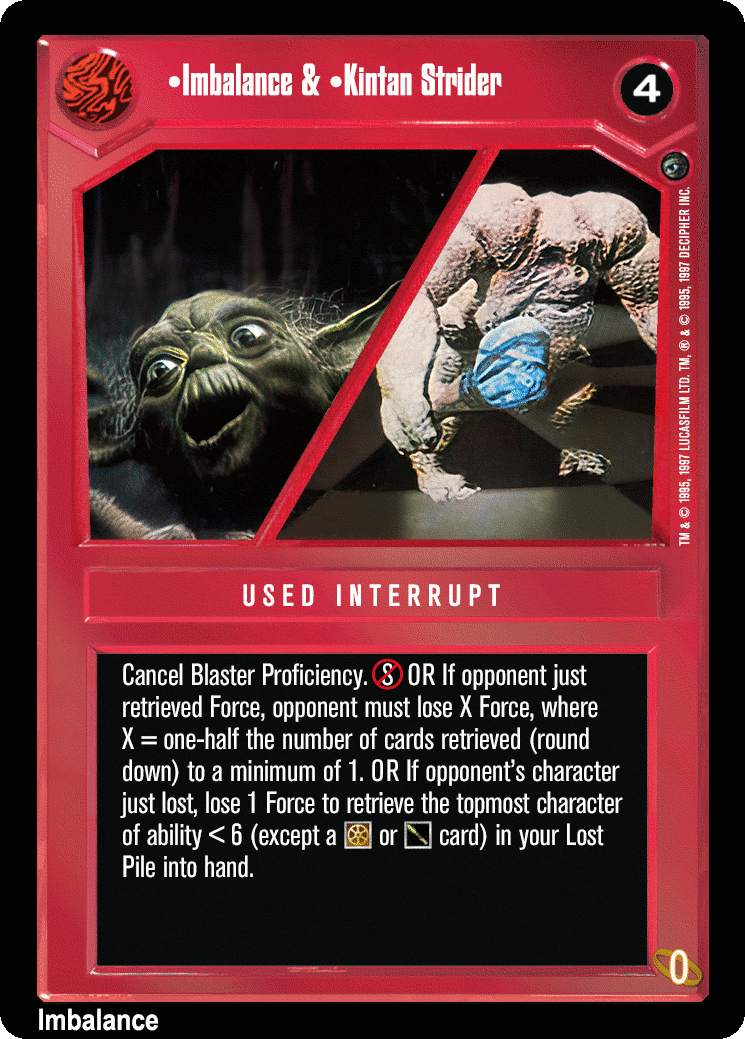 •Imbalance & •Kintan Strider
4
TM & © 1995, 1997 LUCASFILM LTD. TM, ® & © 1995, 1997 DECIPHER INC.
USED INTERRUPT
Cancel Blaster Proficiency. 8 OR If opponent just
retrieved Force, opponent must lose X Force, where
X = one-half the number of cards retrieved (round
down) to a minimum of 1. OR If opponent's character
just lost, lose 1 Force to retrieve the topmost character
of ability < 6 (except a or card) in your Lost
Pile into hand.
0
Imbalance